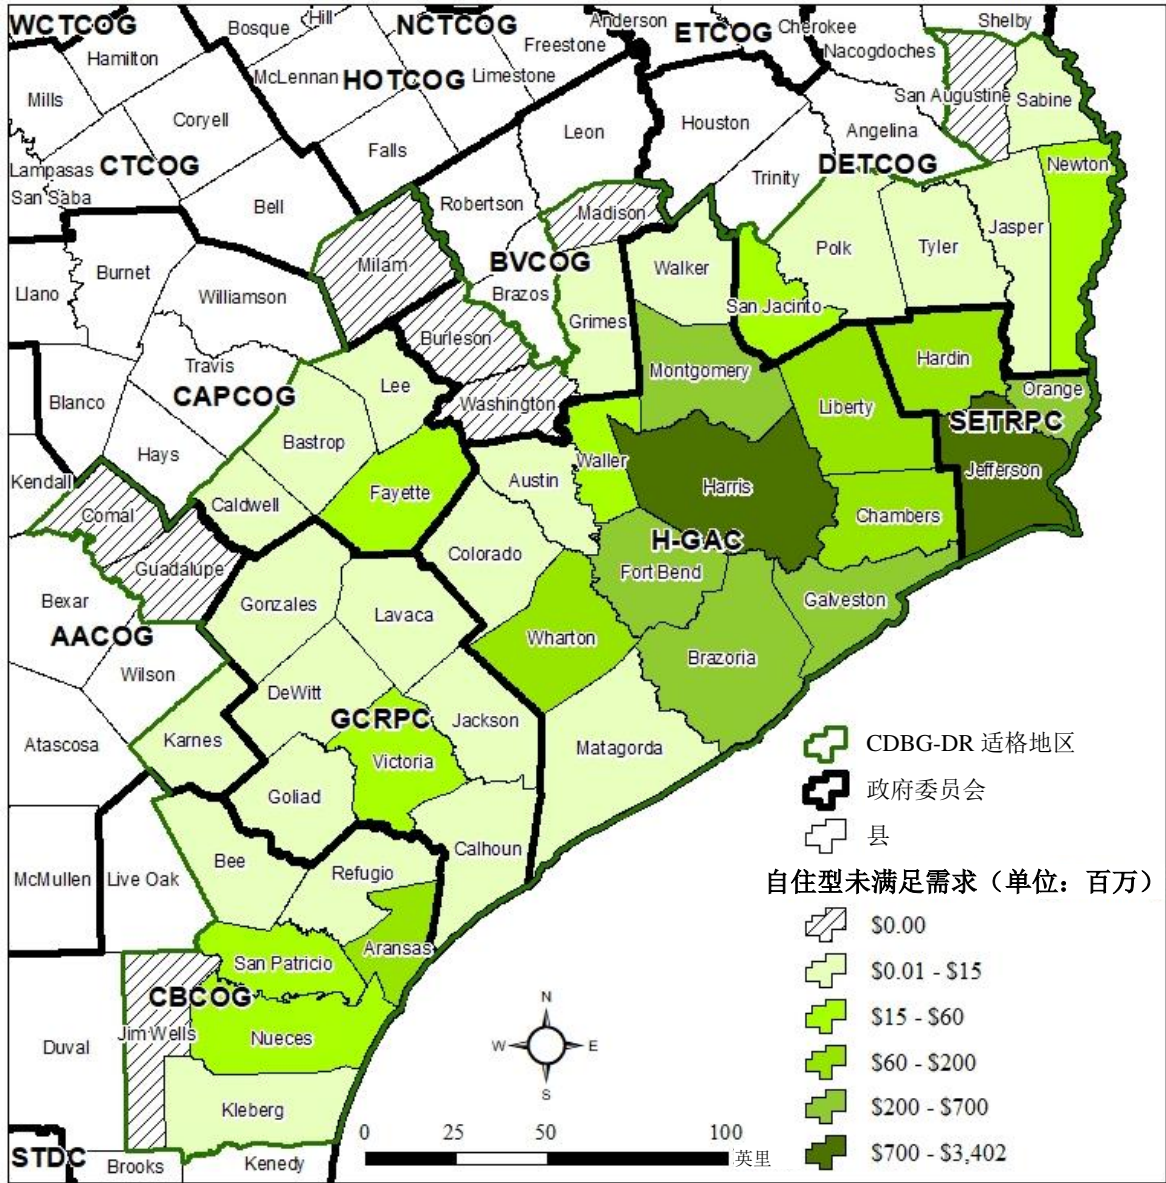 WCTCOG
Bosque
Hill
NCTCOG
Anderson
ETCOG
Cherokee
Shelby
Hamilton
McLennan
HOTCOG
Limestone
Freestone
Nacogdoches
Mills
Coryell
Falls
Leon
Houston
San Augustine
Sabine
Angelina
Lampasas
CTCOG
San Saba
Bell
Robertson
Madison
Trinity
DETCOG
Newton
Burnet
Milam
BVCOG
Walker
Polk
Tyler
Jasper
Llano
Williamson
Brazos
Grimes
San Jacinto
Travis
Burleson
Montgomery
Hardin
Orange
Blanco
CAPCOG
Lee
Washington
Liberty
SETRPC
Hays
Bastrop
Waller
Jefferson
Kendall
Caldwell
Fayette
Austin
Harris
Chambers
Comal
Guadalupe
Colorado
H-GAC
Fort Bend
Galveston
Bexar
Gonzales
Lavaca
Wharton
AACOG
Wilson
Brazoria
DeWitt
Jackson
Atascosa
Karnes
GCRPC
Victoria
Matagorda
Goliad
McMullen
Live Oak
Bee
Refugio
Calhoun
Aransas
San Patricio
CBCOG
Jim Wells
Duval
Nueces
Kleberg
STDC
Brooks
Kenedy
N
W
E
S
0
25
50
100
英里
CDBG-DR 适格地区
政府委员会
县
自住型未满足需求（单位：百万）
$0.00
$0.01 - $15
$15 - $60
$60 - $200
$200 - $700
$700 - $3,402